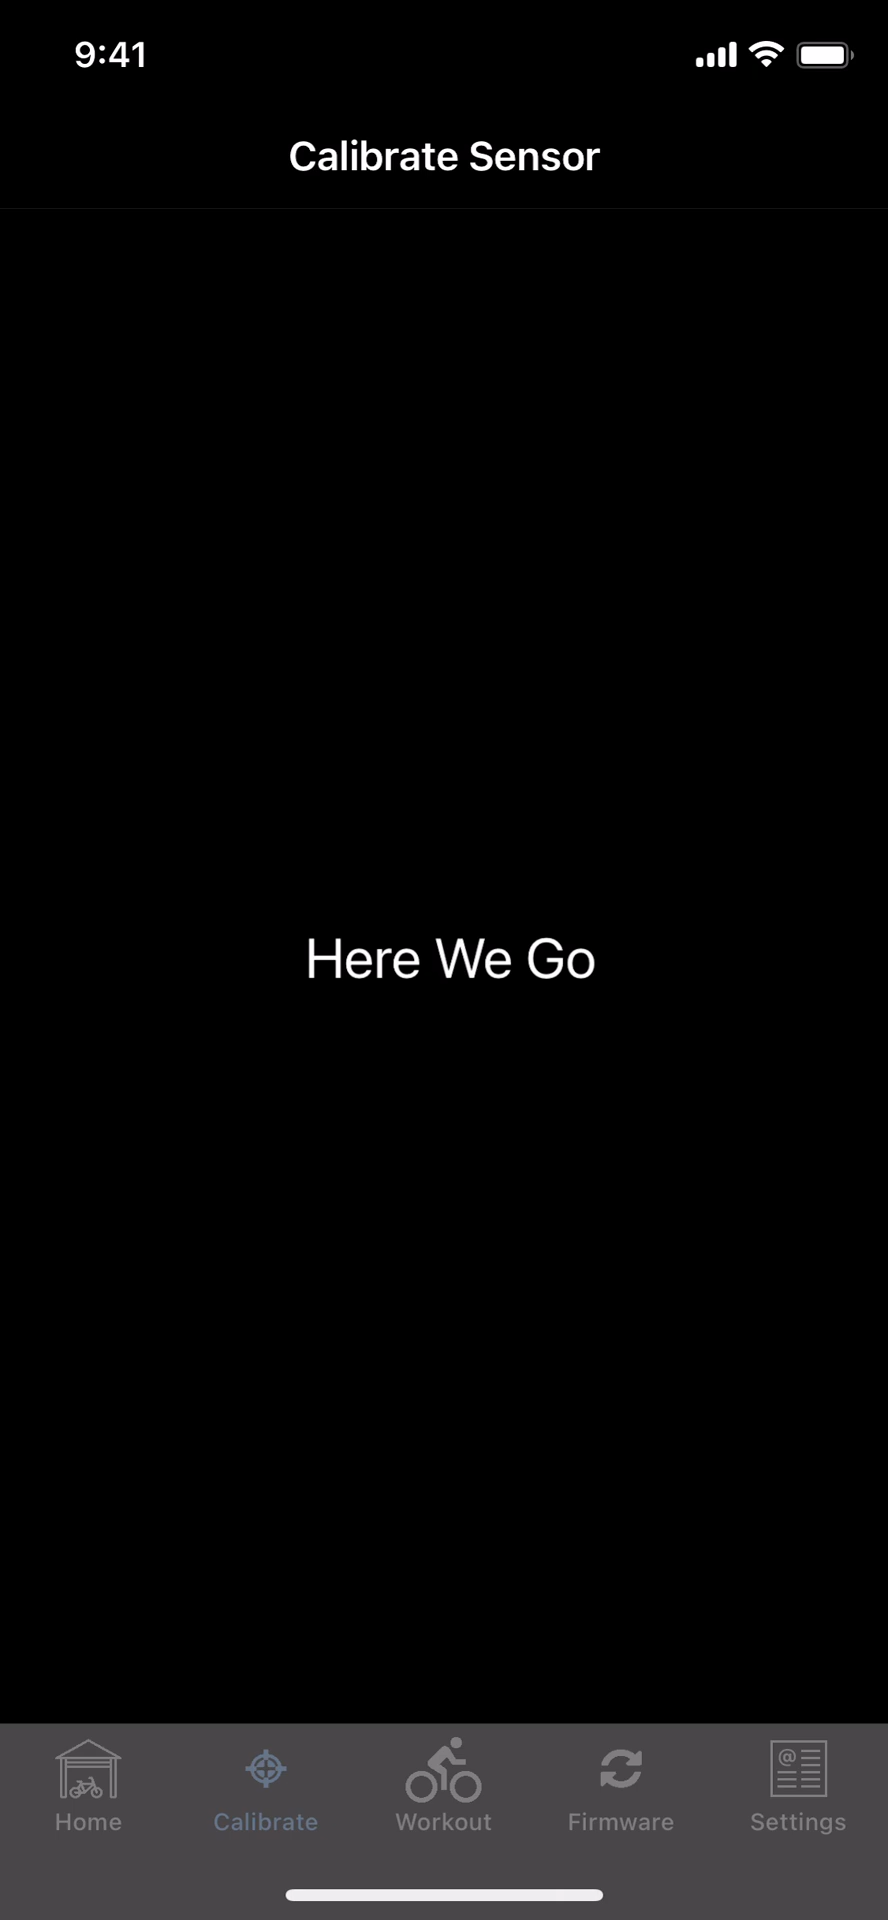 9:41
Calibrate Sensor
Here We Go
Home
Calibrate
Workout
Firmware
@
Settings